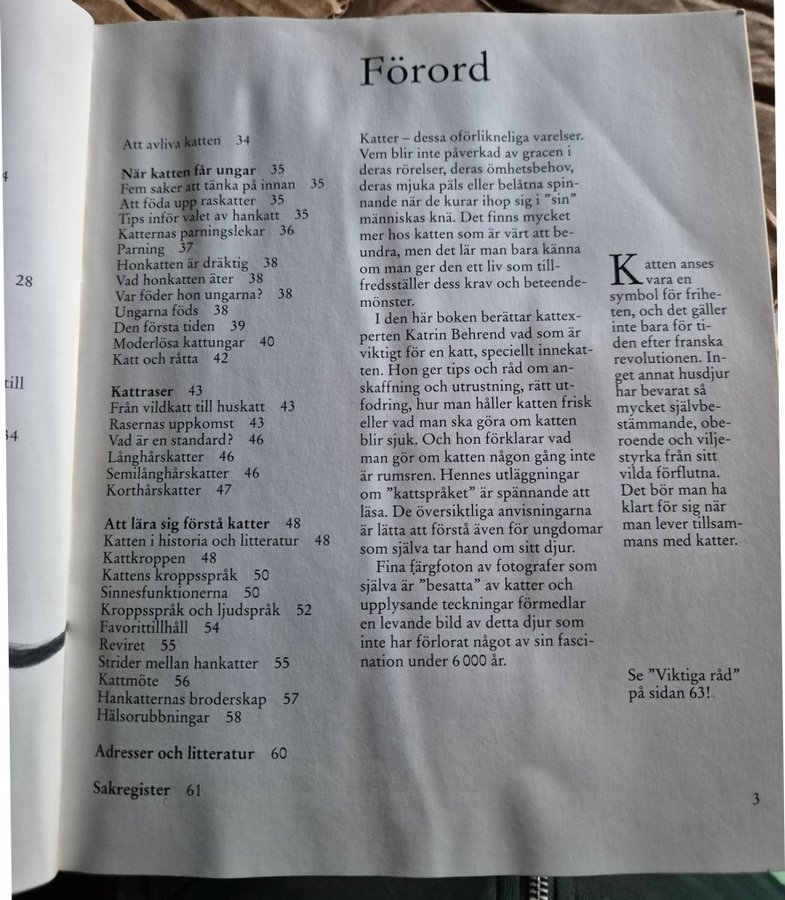 4
28
till
34
Förord
Att avliva katten 34
När katten får ungar 35
Fem saker att tänka på innan 35
Att föda upp raskatter 35
Tips inför valet av hankatt 35
Katternas parningslekar 36
Parning 37
Honkatten är dräktig 38
Vad honkatten äter 38
Var föder hon ungarna? 38
Ungarna föds 38
Den första tiden 39
Moderlösa kattungar 40
Katt och råtta 42
Kattraser 43
Från vildkatt till huskatt 43
Rasernas uppkomst 43
Vad är en standard? 46
Långhårskatter 46
Semilånghårskatter 46
Korthårskatter 47
Att lära sig förstå katter 48
Katten i historia och litteratur 48
Kattkroppen 48
Kattens kroppsspråk 50
Sinnesfunktionerna 50
Kroppsspråk och ljudspråk 52
Favorittillhåll 54
Reviret 55
Strider mellan hankatter 55
Kattmöte 56
Hankatternas broderskap 57
Hälsorubbningar 58
Adresser och litteratur 60
Sakregister 61
Katter – dessa oförlikneliga varelser.
Vem blir inte påverkad av gracen i
deras rörelser, deras ömhetsbehov,
deras mjuka päls eller belåtna spin-
nande när de kurar ihop sig i ”sin”
människas knä. Det finns mycket
mer hos katten som är värt att be-
undra, men det lär man bara känna
om man ger den ett liv som till-
fredsställer dess krav och beteende-
mönster.
I den här boken berättar kattex-
perten Katrin Behrend vad som är
viktigt för en katt, speciellt innekat-
ten. Hon ger tips och råd om an-
skaffning och utrustning, rätt ut-
fodring, hur man håller katten frisk
eller vad man ska göra om katten
blir sjuk. Och hon förklarar vad
man gör om katten någon gång inte
är rumsren. Hennes utläggningar
om ”kattspråket” är spännande att
läsa. De översiktliga anvisningarna
är lätta att förstå även för ungdomar
som själva tar hand om sitt djur.
Fina färgfoton av fotografer som
själva är ”besatta” av katter och
upplysande teckningar förmedlar
en levande bild av detta djur som
inte har förlorat något av sin fasci-
nation under 6 000 år.
Katten anses
vara en
symbol för frihe-
ten, och det gäller
inte bara för ti-
den efter franska
revolutionen. In-
get annat husdjur
har bevarat så
mycket självbe-
stämmande, obe-
roende och vilje-
styrka från sitt
vilda förflutna.
Det bör man ha
klart för sig när
man lever tillsam-
mans med katter.
Se ”Viktiga råd”
på sidan 63!
3